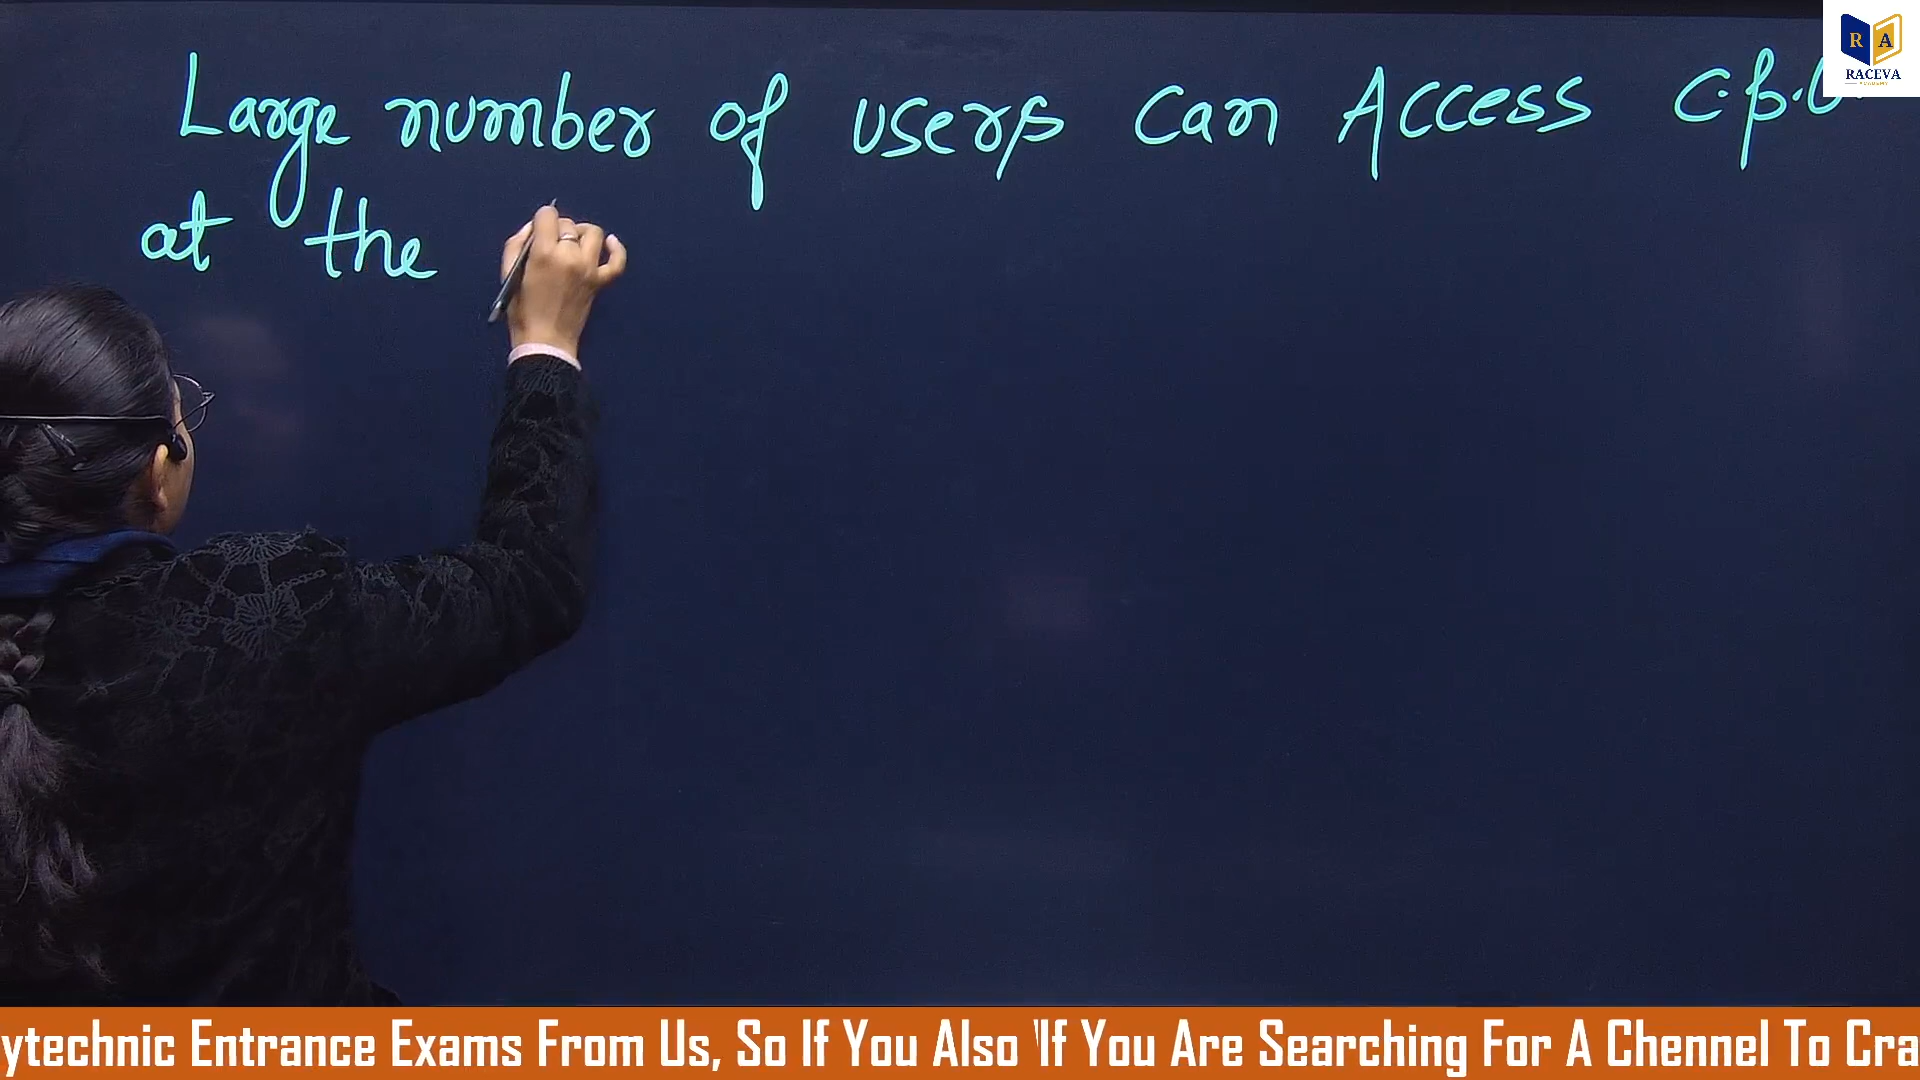 RACEVA
ACADEMY
Large number of users can Access C.P.U.
at the
ytechnic Entrance Exams From Us, So If You Also 'If You Are Searching For A Chennel To Cra